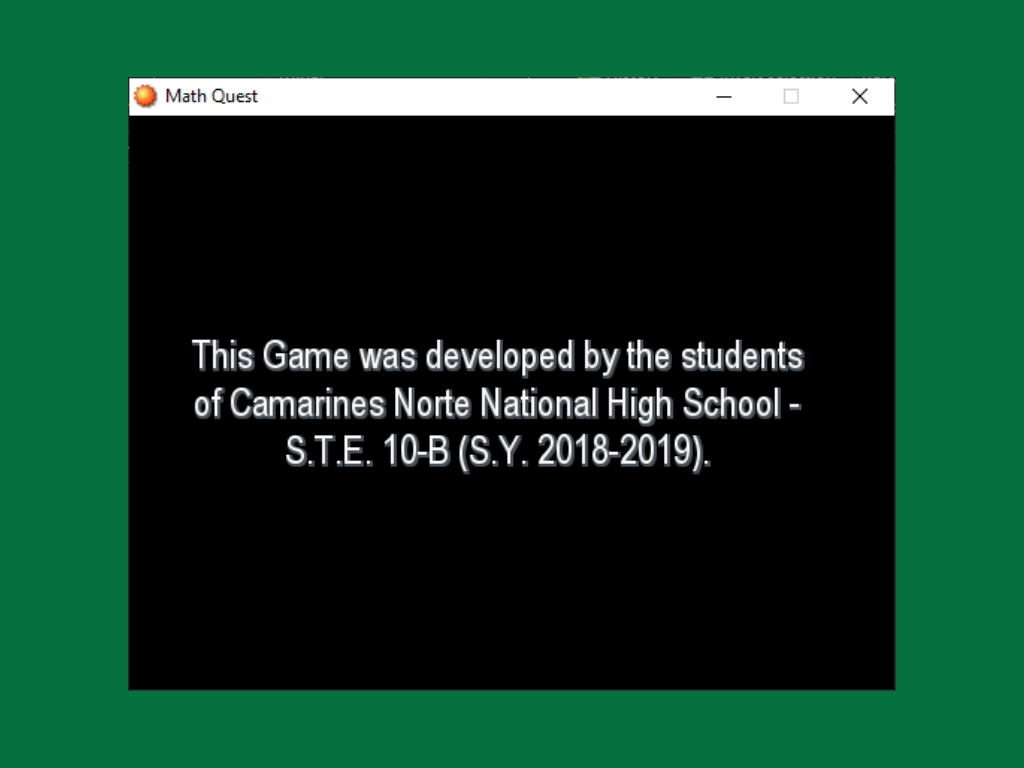 Math Quest
This Game was developed by the students
of Camarines Norte National High School -
S.T.E. 10-B (S.Y. 2018-2019).